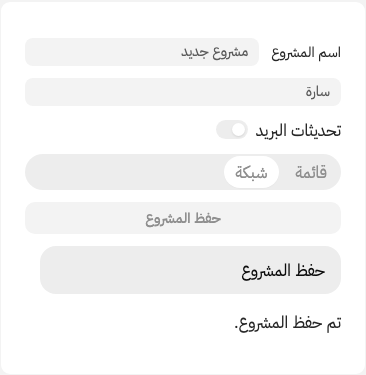 اسم المشروع مشروع جديد
سارة
تحديثات البريد
قائمة شبكة
حفظ المشروع
حفظ المشروع
تم حفظ المشروع.